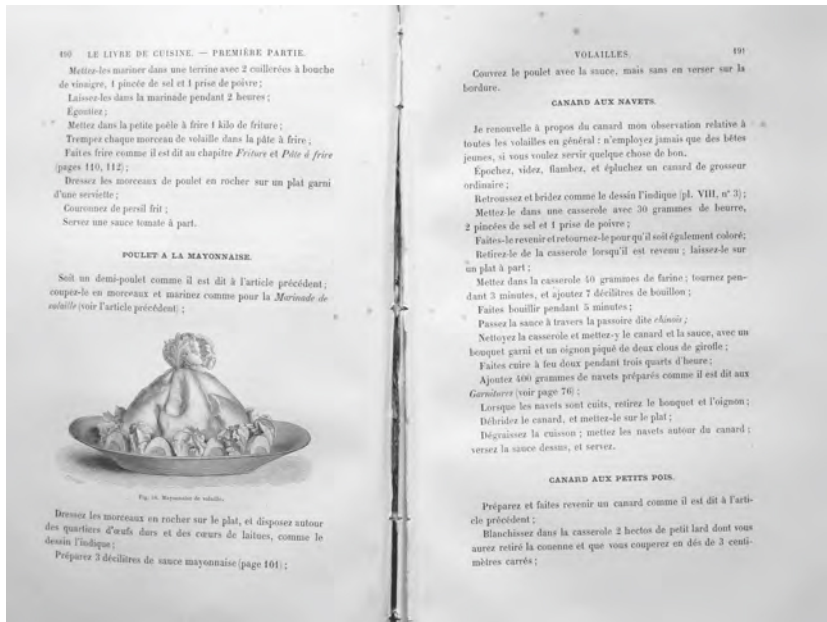 190 LE LIVRE DE CUISINE. — PREMIÈRE PARTIE.
Mettez-les mariner dans une terrine avec 2 cuillerées à bouche
de vinaigre, 1 pincée de sel et 1 prise de poivre ;
Laissez-les dans la marinade pendant 2 heures ;
Égouttez ;
Mettez dans la petite poêle à frire 1 kilo de friture ;
Trempez chaque morceau de volaille dans la pâte à frire ;
Faites frire comme il est dit au chapitre Friture et Pâte à frire
(pages 110, 112) ;
Dressez les morceaux de poulet en rocher sur un plat garni
d'une serviette ;
Couronnez de persil frit ;
Servez une sauce tomate à part.
POULET A LA MAYONNAISE.
Soit un demi-poulet comme il est dit à l'article précédent ;
coupez-le en morceaux et marinez comme pour la Marinade de
volaille (voir l'article précédent) ;
Mayonnaise de volaille.
Dressez les morceaux en rocher sur le plat, et disposez autour
des quartiers d'œufs durs et des cœurs de laitues, comme le
dessin l'indique ;
Préparez 3 décilitres de sauce mayonnaise (page 101) ;
VOLAILLES. 191
Couvrez le poulet avec la sauce, mais sans en verser sur la
bordure.
CANARD AUX NAVETS.
Je renouvelle à propos du canard mon observation relative à
toutes les volailles en général : n'employez jamais que des bêtes
jeunes, si vous voulez servir quelque chose de bon.
Épochez, videz, flambez, et épluchez un canard de grosseur
ordinaire ;
Retroussez et bridez comme le dessin l'indique (pl. VIII, n° 3) ;
Mettez-le dans une casserole avec 30 grammes de beurre,
2 pincées de sel et 1 prise de poivre ;
Faites-le revenir et retournez-le pour qu'il soit également coloré ;
Retirez-le de la casserole lorsqu'il est revenu ; laissez-le sur
un plat à part ;
Mettez dans la casserole 40 grammes de farine ; tournez pen-
dant 3 minutes, et ajoutez 7 décilitres de bouillon ;
Faites bouillir pendant 5 minutes ;
Passez la sauce à travers la passoire dite chinois ;
Nettoyez la casserole et mettez-y le canard et la sauce, avec un
bouquet garni et un oignon piqué de deux clous de girofle ;
Faites cuire à feu doux pendant trois quarts d'heure ;
Ajoutez 400 grammes de navets préparés comme il est dit aux
Garnitures (voir page 76) ;
Lorsque les navets sont cuits, retirez le bouquet et l'oignon ;
Débridez le canard, et mettez-le sur le plat ;
Dégraissez la cuisson ; mettez les navets autour du canard ;
versez la sauce dessus, et servez.
CANARD AUX PETITS POIS.
Préparez et faites revenir un canard comme il est dit à l'arti-
cle précédent ;
Blanchissez dans la casserole 2 hectos de petit lard dont vous
aurez retiré la couenne et que vous couperez en dés de 3 centi-
mètres carrés ;